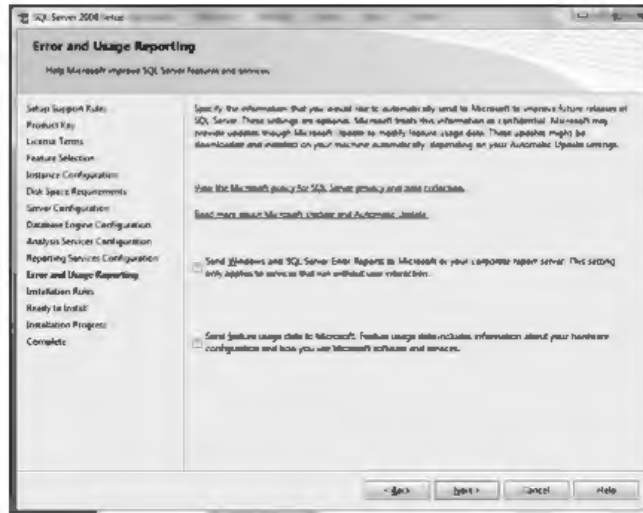 SQL Server 2008 Setup
Error and Usage Reporting
Help Microsoft improve SQL Server features and services.
Setup Support Rules
Product Key
License Terms
Feature Selection
Instance Configuration
Disk Space Requirements
Server Configuration
Database Engine Configuration
Analysis Services Configuration
Reporting Services Configuration
Error and Usage Reporting
Installation Rules
Ready to Install
Installation Progress
Complete
Specify the information that you would like to automatically send to Microsoft to improve future releases of
SQL Server. These settings are optional. Microsoft treats this information as confidential. Microsoft may
provide updates through Microsoft Update to modify feature usage data. These updates might be
downloaded and installed on your machine automatically, depending on your Automatic Update settings.
View the Microsoft policy for SQL Server privacy and data collection.
Read more about Microsoft Update and Automatic Update.
Send Windows and SQL Server Error Reports to Microsoft or your corporate report server. This setting
only applies to services that run without user interaction.
Send feature usage data to Microsoft. Feature usage data includes information about your hardware
configuration and how you use Microsoft software and services.
< Back
Next >
Cancel
Help